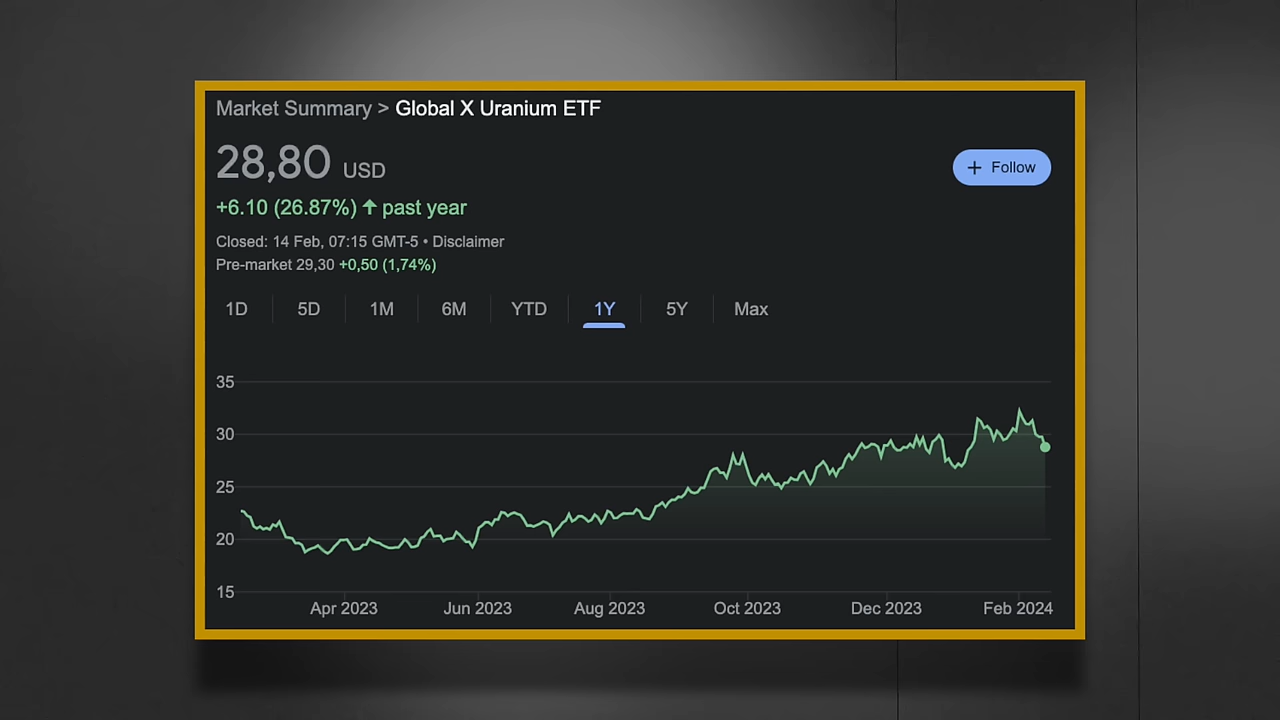 Market Summary > Global X Uranium ETF
28,80 USD
+ Follow
+6.10 (26.87%) ↑ past year
Closed: 14 Feb, 07:15 GMT-5 • Disclaimer
Pre-market 29,30 +0,50 (1,74%)
1D 5D 1M 6M YTD 1Y 5Y Max
35
30
25
20
15
Apr 2023 Jun 2023 Aug 2023 Oct 2023 Dec 2023 Feb 2024